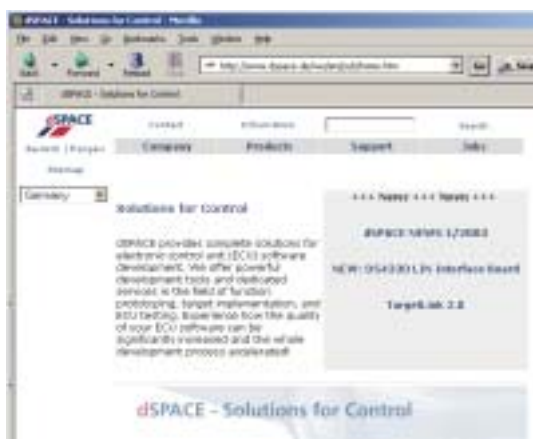 dSPACE - Solutions for Control - Mozilla
File Edit View Go Bookmarks Tools Window Help
Back Forward Reload
dSPACE - Solutions for Control
dSPACE
Contact Search
Company Products Support Jobs
Sitemap
Germany
Solutions for Control
dSPACE provides complete solutions for
electronic control unit (ECU) software
development. We offer powerful
development tools and dedicated
services in the field of function
prototyping, target implementation, and
ECU testing. Experience how the quality
of your ECU software can be
significantly increased and the whole
development process accelerated!
+++ News +++ News +++
dSPACE NEWS 1/2003
NEW: DS4330 LIN Interface Board
TargetLink 2.0
dSPACE - Solutions for Control